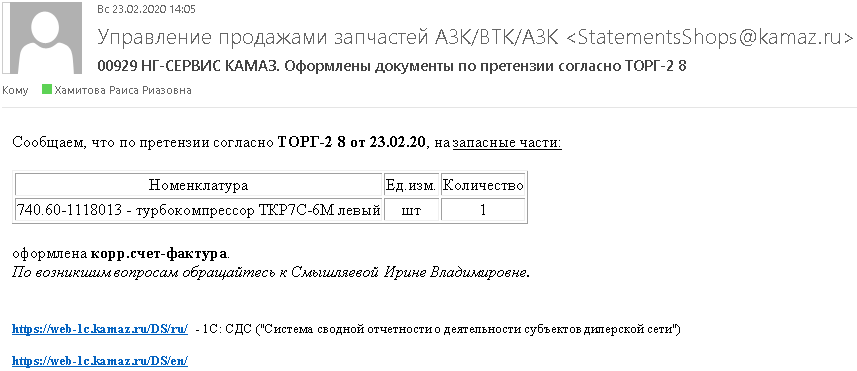 Вс 23.02.2020 14:05
Управление продажами запчастей АЗК/ВТК/АЗК <StatementsShops@kamaz.ru>
00929 НГ-СЕРВИС КАМАЗ. Оформлены документы по претензии согласно ТОРГ-2 8
Кому Хамитова Раиса Риазовна
Сообщаем, что по претензии согласно ТОРГ-2 8 от 23.02.20, на запасные части:
Номенклатура Ед.изм. Количество
740.60-1118013 - турбокомпрессор ТКР7С-6М левый шт 1
оформлена корр.счет-фактура.
По возникшим вопросам обращайтесь к Смышляевой Ирине Владимировне.
https://web-1c.kamaz.ru/DS/ru/ - 1С: СДС ("Система сводной отчетности о деятельности субъектов дилерской сети")
https://web-1c.kamaz.ru/DS/en/